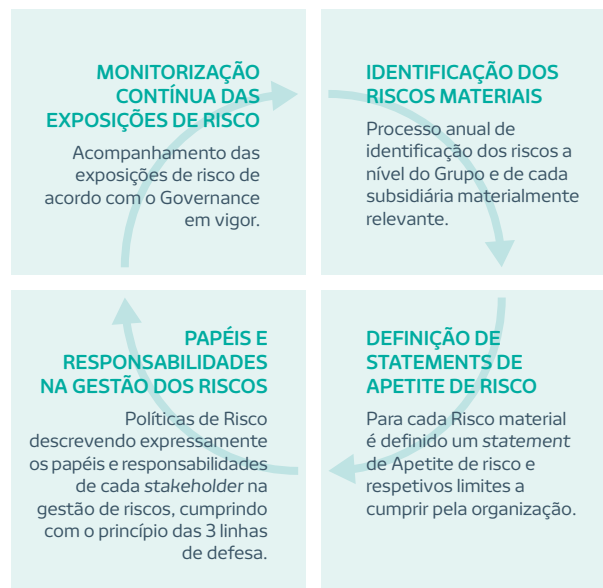 MONITORIZAÇÃO
CONTÍNUA DAS
EXPOSIÇÕES DE RISCO
Acompanhamento das
exposições de risco de
acordo com o Governance
em vigor.
IDENTIFICAÇÃO DOS
RISCOS MATERIAIS
Processo anual de
identificação dos riscos a
nível do Grupo e de cada
subsidiária materialmente
relevante.
PAPÉIS E
RESPONSABILIDADES
NA GESTÃO DOS RISCOS
Políticas de Risco
descrevendo expressamente
os papéis e responsabilidades
de cada stakeholder na
gestão de riscos, cumprindo
com o princípio das 3 linhas
de defesa.
DEFINIÇÃO DE
STATEMENTS DE
APETITE DE RISCO
Para cada Risco material
é definido um statement
de Apetite de risco e
respetivos limites a
cumprir pela organização.